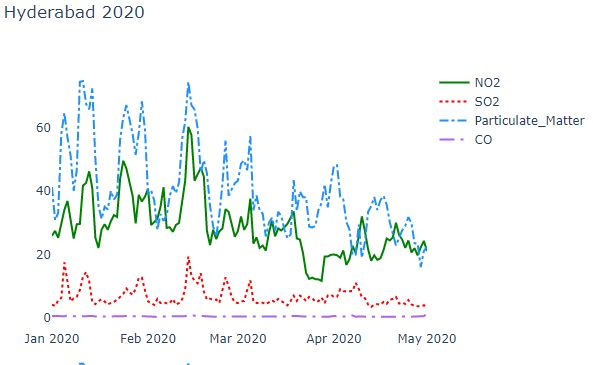 Hyderabad 2020
NO2
SO2
Particulate_Matter
CO
60
40
20
0
Jan 2020
Feb 2020
Mar 2020
Apr 2020
May 2020